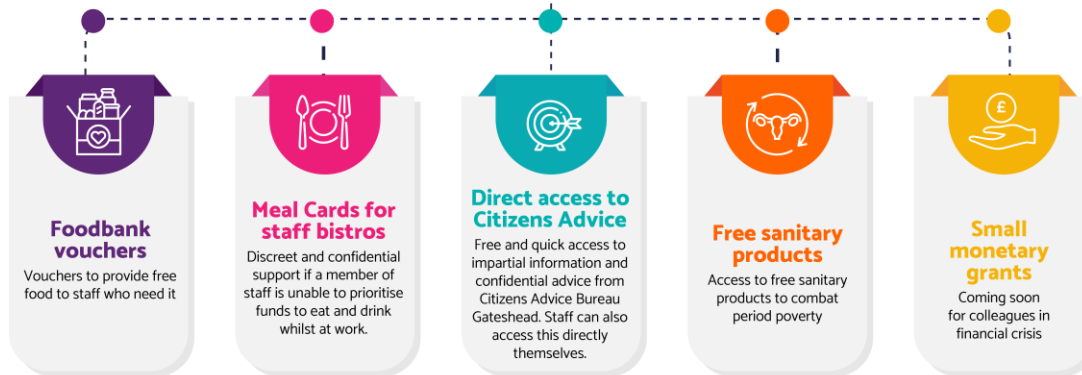 £
Foodbank
vouchers
Vouchers to provide free
food to staff who need it
Meal Cards for
staff bistros
Discreet and confidential
support if a member of
staff is unable to prioritise
funds to eat and drink
whilst at work.
Direct access to
Citizens Advice
Free and quick access to
impartial information and
confidential advice from
Citizens Advice Bureau
Gateshead. Staff can also
access this directly
themselves.
Free sanitary
products
Access to free sanitary
products to combat
period poverty
Small
monetary
grants
Coming soon
for colleagues in
financial crisis